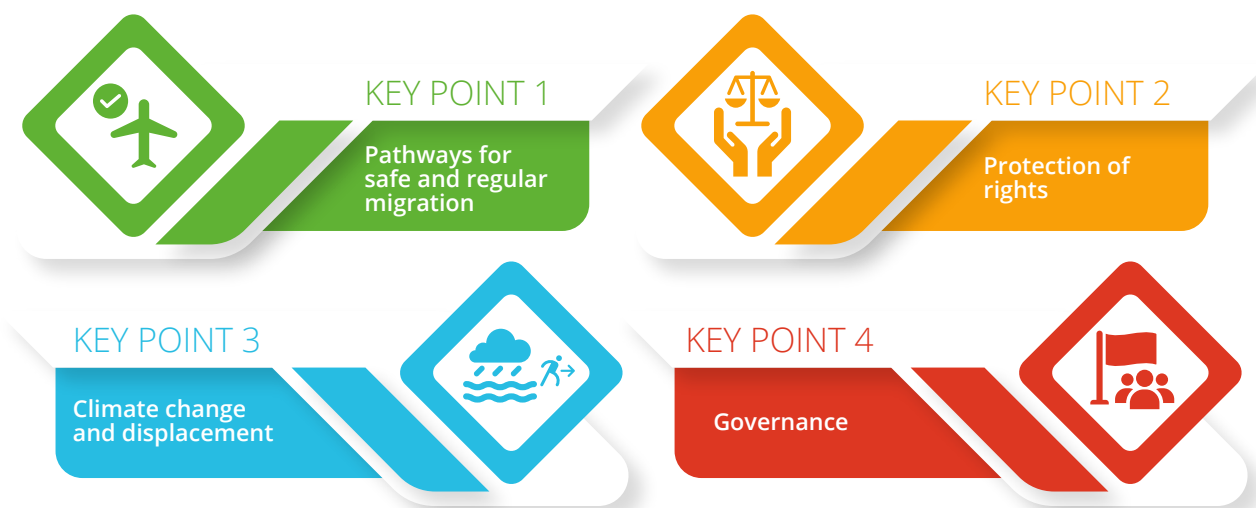 KEY POINT 1
Pathways for
safe and regular
migration
KEY POINT 2
Protection of
rights
KEY POINT 3
Climate change
and displacement
KEY POINT 4
Governance